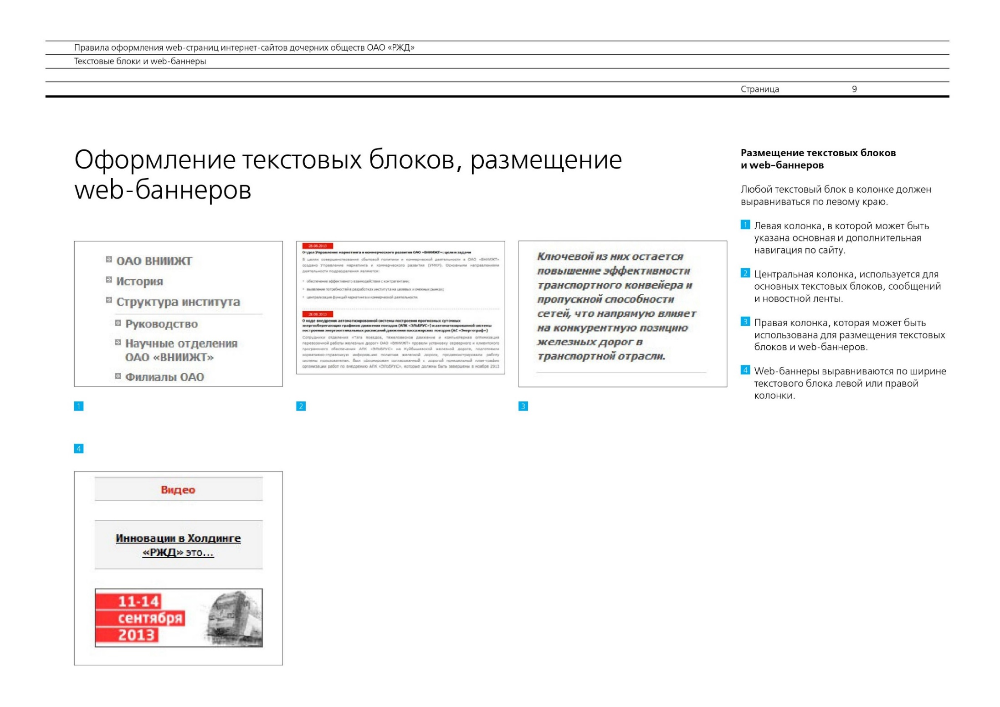 Правила оформления web-страниц интернет-сайтов дочерних обществ ОАО «РЖД»
Текстовые блоки и web-баннеры
Страница 9
Оформление текстовых блоков, размещение
web-баннеров
ОАО ВНИИЖТ
История
Структура института
Руководство
Научные отделения
ОАО «ВНИИЖТ»
Филиалы ОАО
1
28.08.2013
Отдел Управление маркетинга и коммерческого развития ОАО «ВНИИЖТ»: цели и задачи
В целях совершенствования сбытовой политики и коммерческой деятельности в ОАО «ВНИИЖТ»
создано Управление маркетинга и коммерческого развития (УМКР). Основными направлениями
деятельности подразделения являются:
обеспечение эффективного взаимодействия с контрагентами;
выявление потребностей в разработках института на целевых и смежных рынках;
централизация функций маркетинга и коммерческой деятельности.
28.08.2013
О ходе внедрения автоматизированной системы построения прогнозных суточных
энергосберегающих графиков движения поездов (АПК «ЭЛЬБРУС») и автоматизированной системы
построения энергооптимальных расписаний движения пассажирских поездов (АС «Энергограф»)
Сотрудники отделения «Тяга поездов, тяжеловесное движение и компьютерная оптимизация
перевозочной работы железных дорог» ОАО «ВНИИЖТ» провели установку серверного и клиентского
программного обеспечения АПК «ЭЛЬБРУС» на Куйбышевской железной дороге, подготовили
нормативно-справочную информацию полигона железной дороги, продемонстрировали работу
системы пользователям. Был сформирован согласованный с дорогой понедельный план-график
организации работ по внедрению АПК «ЭЛЬБРУС», которые должны быть завершены в ноябре 2013
2
Ключевой из них остается
повышение эффективности
транспортного конвейера и
пропускной способности
сетей, что напрямую влияет
на конкурентную позицию
железных дорог в
транспортной отрасли.
3
4
Видео
Инновации в Холдинге
«РЖД» это...
11-14
сентября
2013
Размещение текстовых блоков
и web-баннеров
Любой текстовый блок в колонке должен
выравниваться по левому краю.
1 Левая колонка, в которой может быть
указана основная и дополнительная
навигация по сайту.
2 Центральная колонка, используется для
основных текстовых блоков, сообщений
и новостной ленты.
3 Правая колонка, которая может быть
использована для размещения текстовых
блоков и web-баннеров.
4 Web-баннеры выравниваются по ширине
текстового блока левой или правой
колонки.